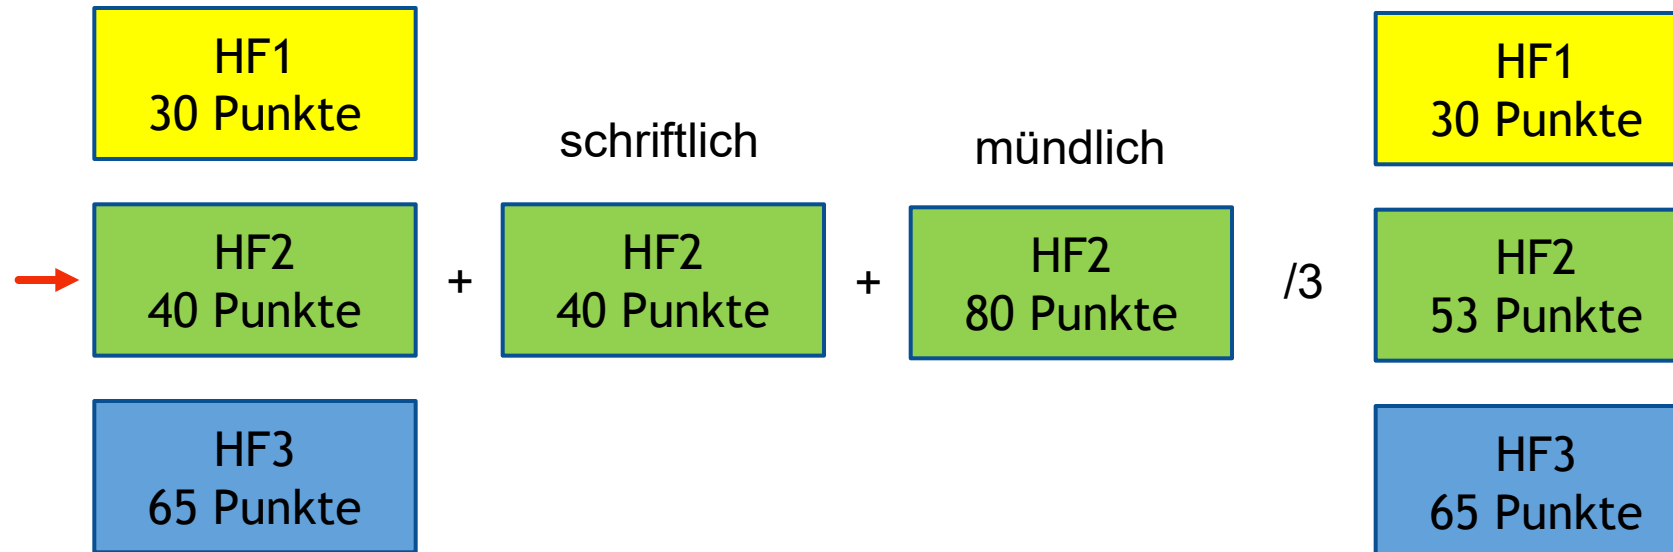 HF1
30 Punkte
HF1
30 Punkte
schriftlich
mündlich
HF2
40 Punkte
+
HF2
40 Punkte
+
HF2
80 Punkte
/3
HF2
53 Punkte
HF3
65 Punkte
HF3
65 Punkte